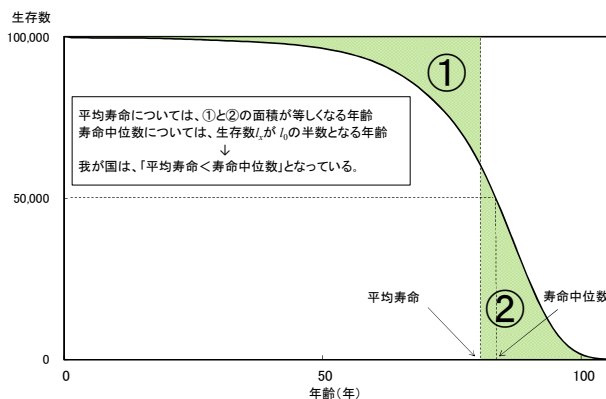 生存数
100,000
①
平均寿命については、①と②の面積が等しくなる年齢
寿命中位数については、生存数lxが l0の半数となる年齢
↓
我が国は、「平均寿命＜寿命中位数」となっている。
50,000
平均寿命
②
寿命中位数
0
0
50
100
年齢（年）